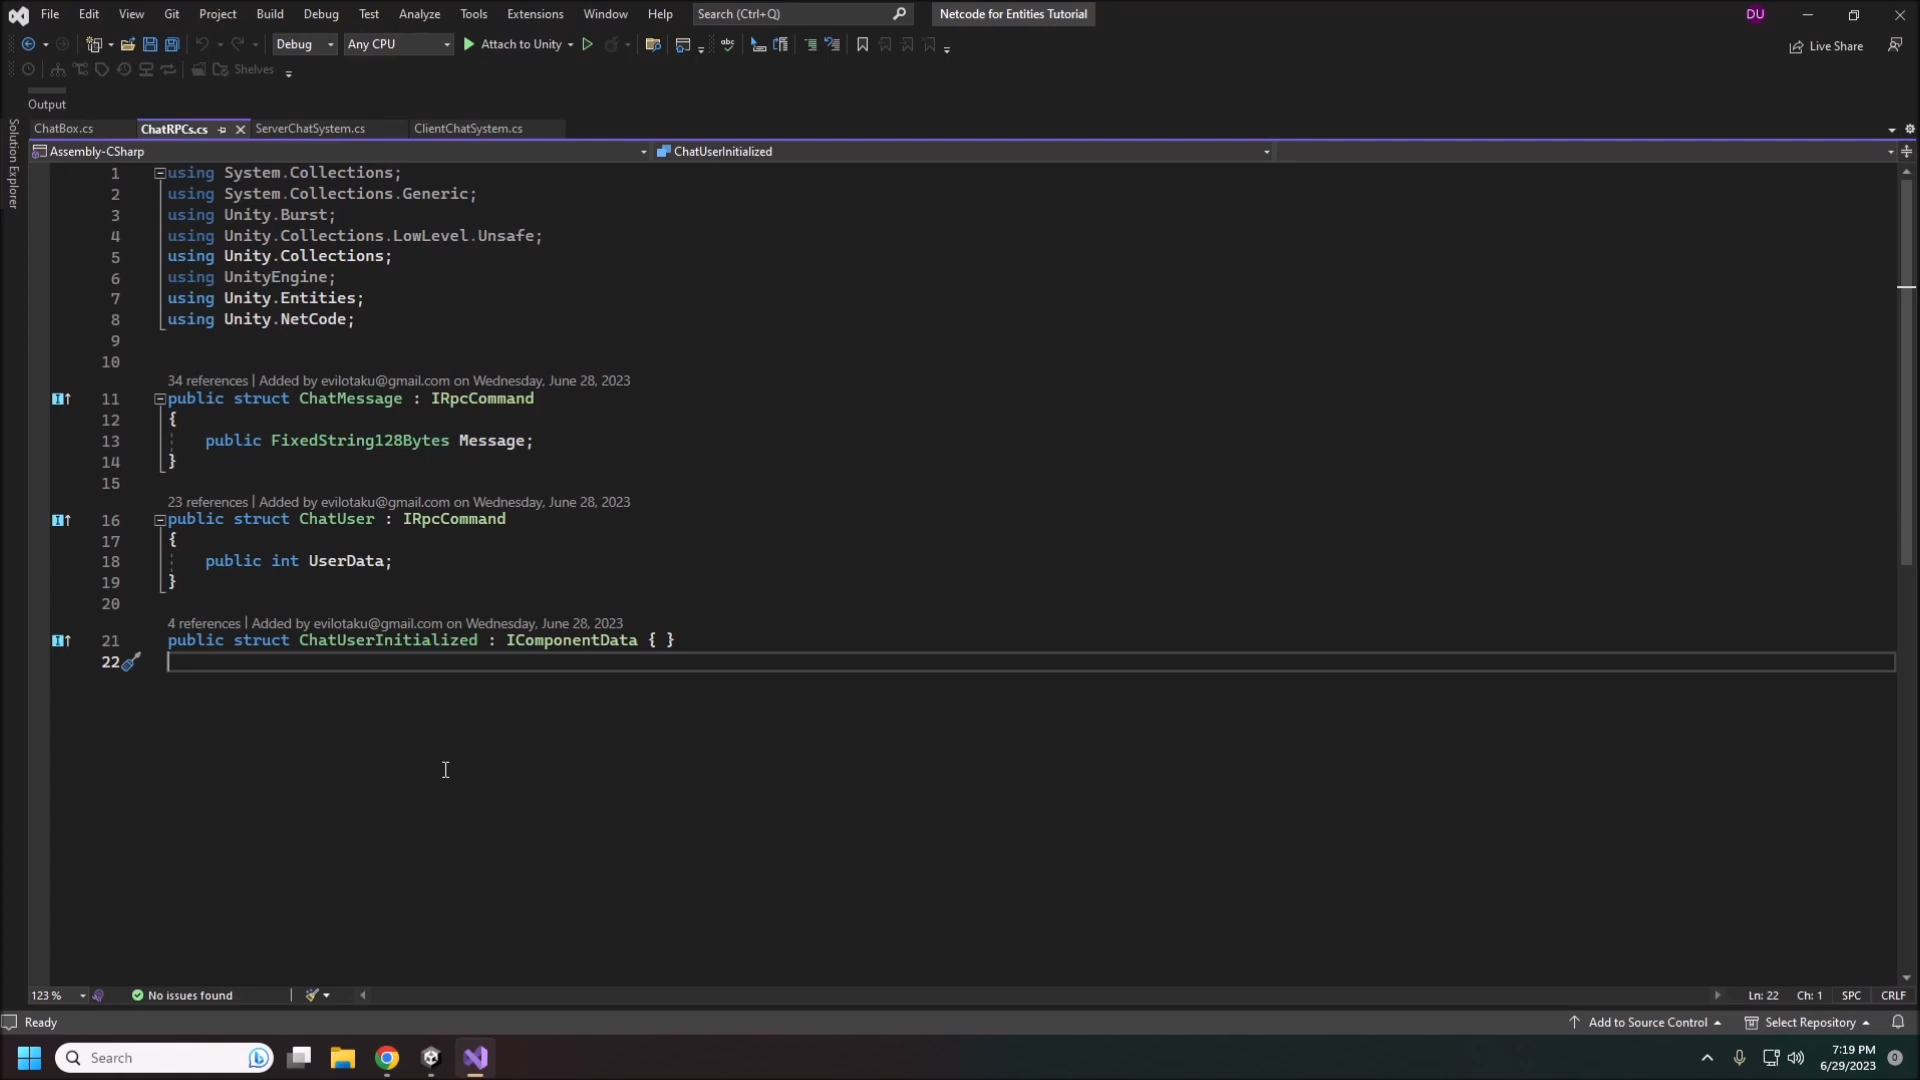 File Edit View Git Project Build Debug Test Analyze Tools Extensions Window Help Search (Ctrl+Q) Netcode for Entities Tutorial DU
Debug Any CPU Attach to Unity Live Share
Shelves
Output
Solution Explorer
ChatBox.cs ChatRPCs.cs ServerChatSystem.cs ClientChatSystem.cs
Assembly-CSharp ChatUserInitialized
1 using System.Collections;
2 using System.Collections.Generic;
3 using Unity.Burst;
4 using Unity.Collections.LowLevel.Unsafe;
5 using Unity.Collections;
6 using UnityEngine;
7 using Unity.Entities;
8 using Unity.NetCode;
9
10
34 references | Added by evilotaku@gmail.com on Wednesday, June 28, 2023
11 public struct ChatMessage : IRpcCommand
12 {
13 public FixedString128Bytes Message;
14 }
15
23 references | Added by evilotaku@gmail.com on Wednesday, June 28, 2023
16 public struct ChatUser : IRpcCommand
17 {
18 public int UserData;
19 }
20
4 references | Added by evilotaku@gmail.com on Wednesday, June 28, 2023
21 public struct ChatUserInitialized : IComponentData { }
22
123 % No issues found Ln: 22 Ch: 1 SPC CRLF
Ready Add to Source Control Select Repository
Search 7:19 PM
6/29/2023 0